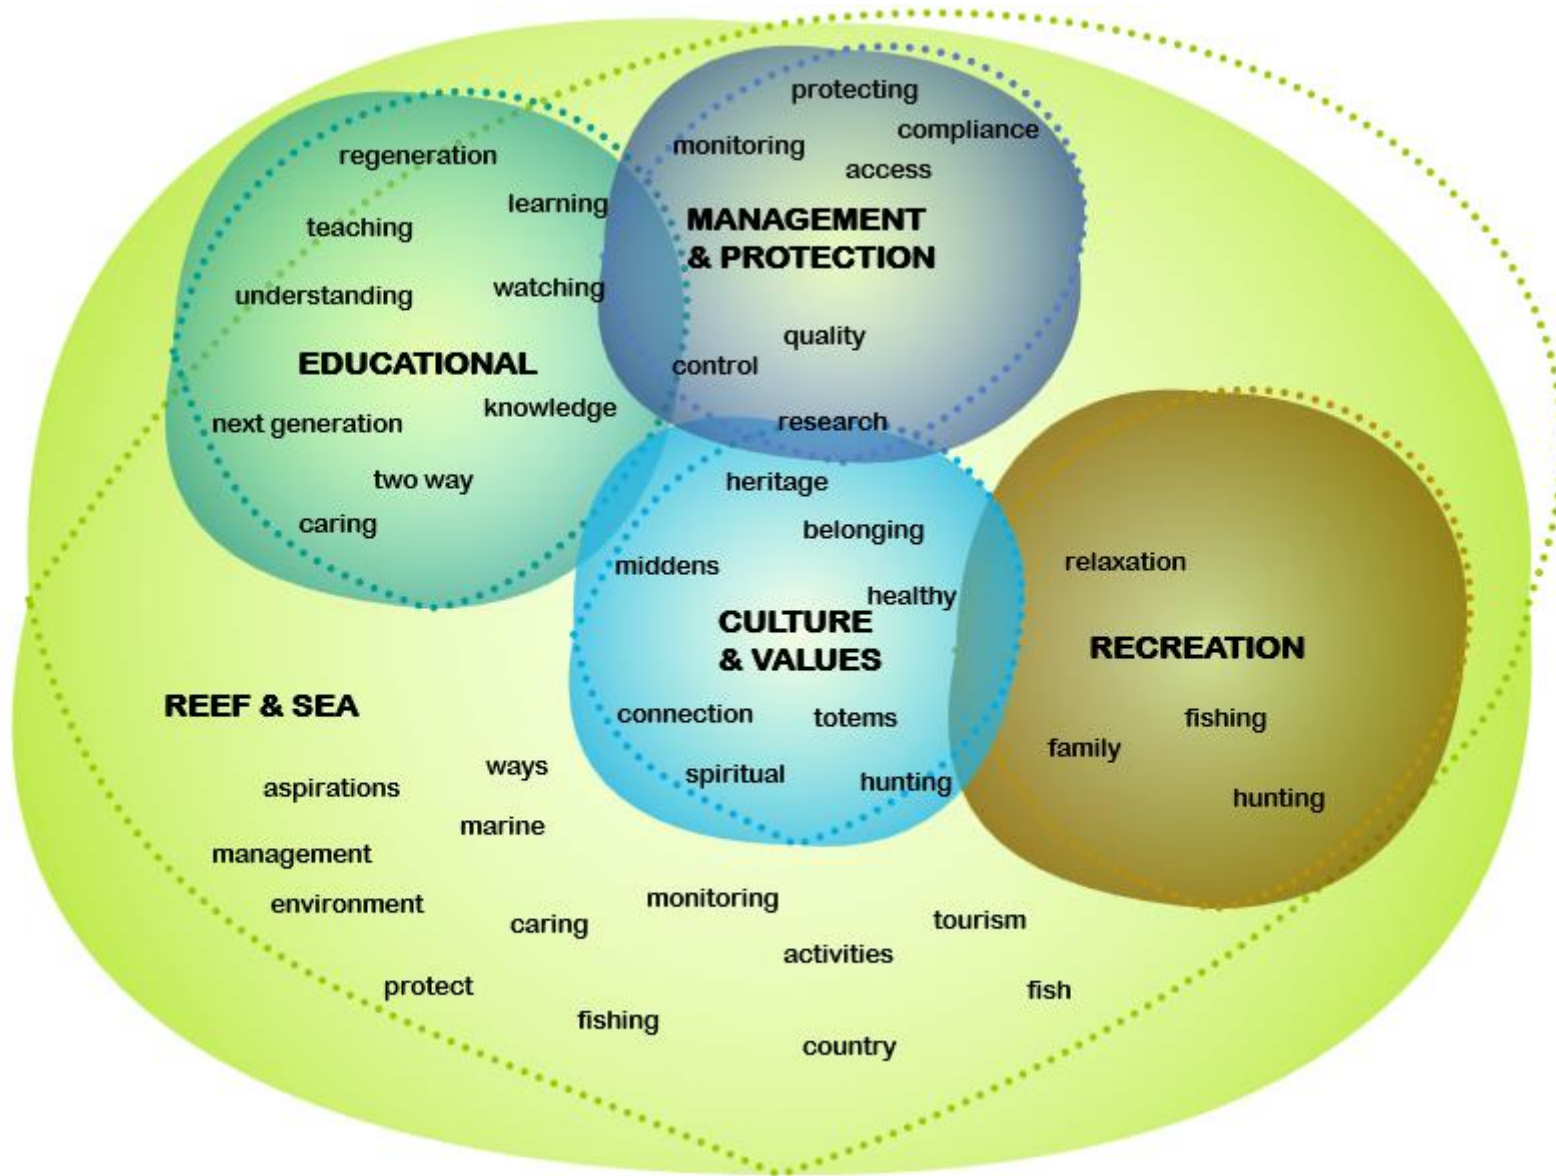 protecting
compliance
monitoring
access
MANAGEMENT
& PROTECTION
quality
control
research
regeneration
learning
teaching
understanding
watching
EDUCATIONAL
next generation
knowledge
two way
caring
heritage
belonging
middens
healthy
CULTURE
& VALUES
connection
totems
spiritual
hunting
relaxation
RECREATION
fishing
family
hunting
REEF & SEA
aspirations
ways
marine
management
environment
caring
monitoring
tourism
activities
protect
fish
fishing
country